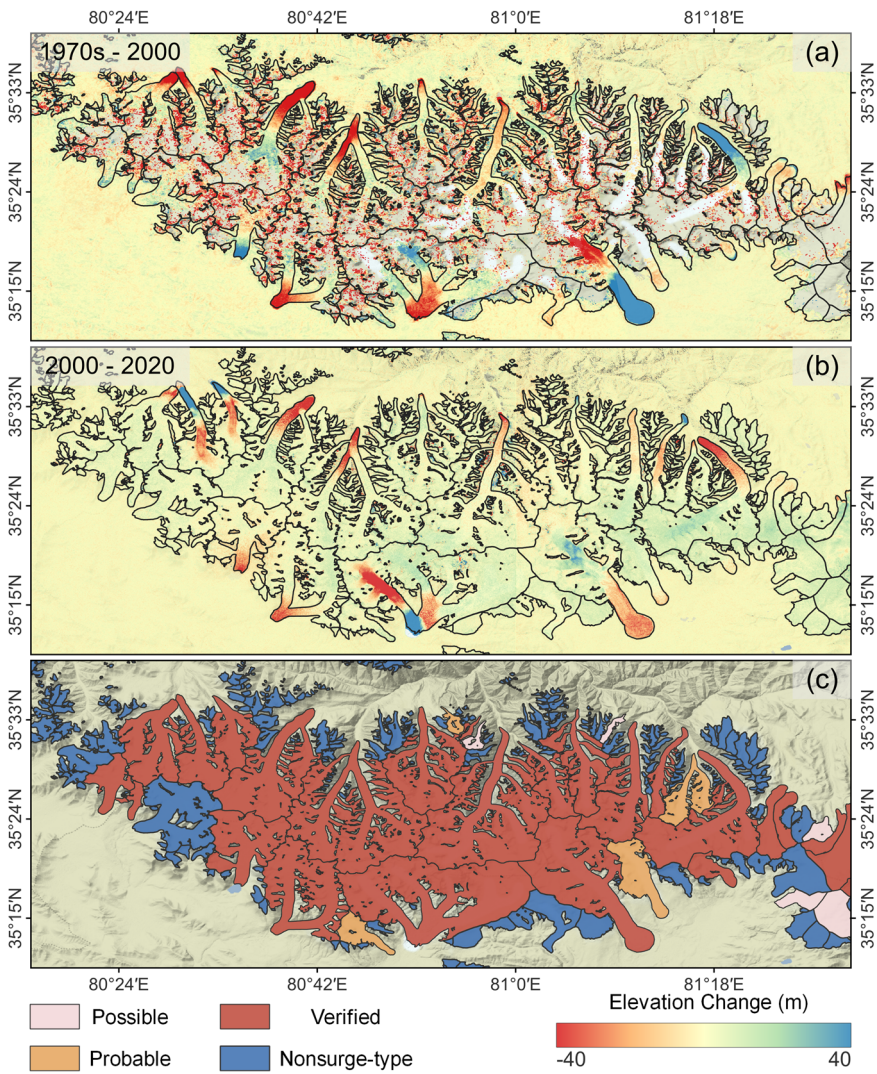 80°24′E 80°42′E 81°0′E 81°18′E
1970s - 2000
(a)
35°33′N 35°33′N
35°24′N 35°24′N
35°15′N 35°15′N
2000 - 2020
(b)
35°33′N 35°33′N
35°24′N 35°24′N
35°15′N 35°15′N
(c)
35°33′N 35°33′N
35°24′N 35°24′N
35°15′N 35°15′N
80°24′E 80°42′E 81°0′E 81°18′E
Possible Verified
Probable Nonsurge-type
Elevation Change (m)
-40 40